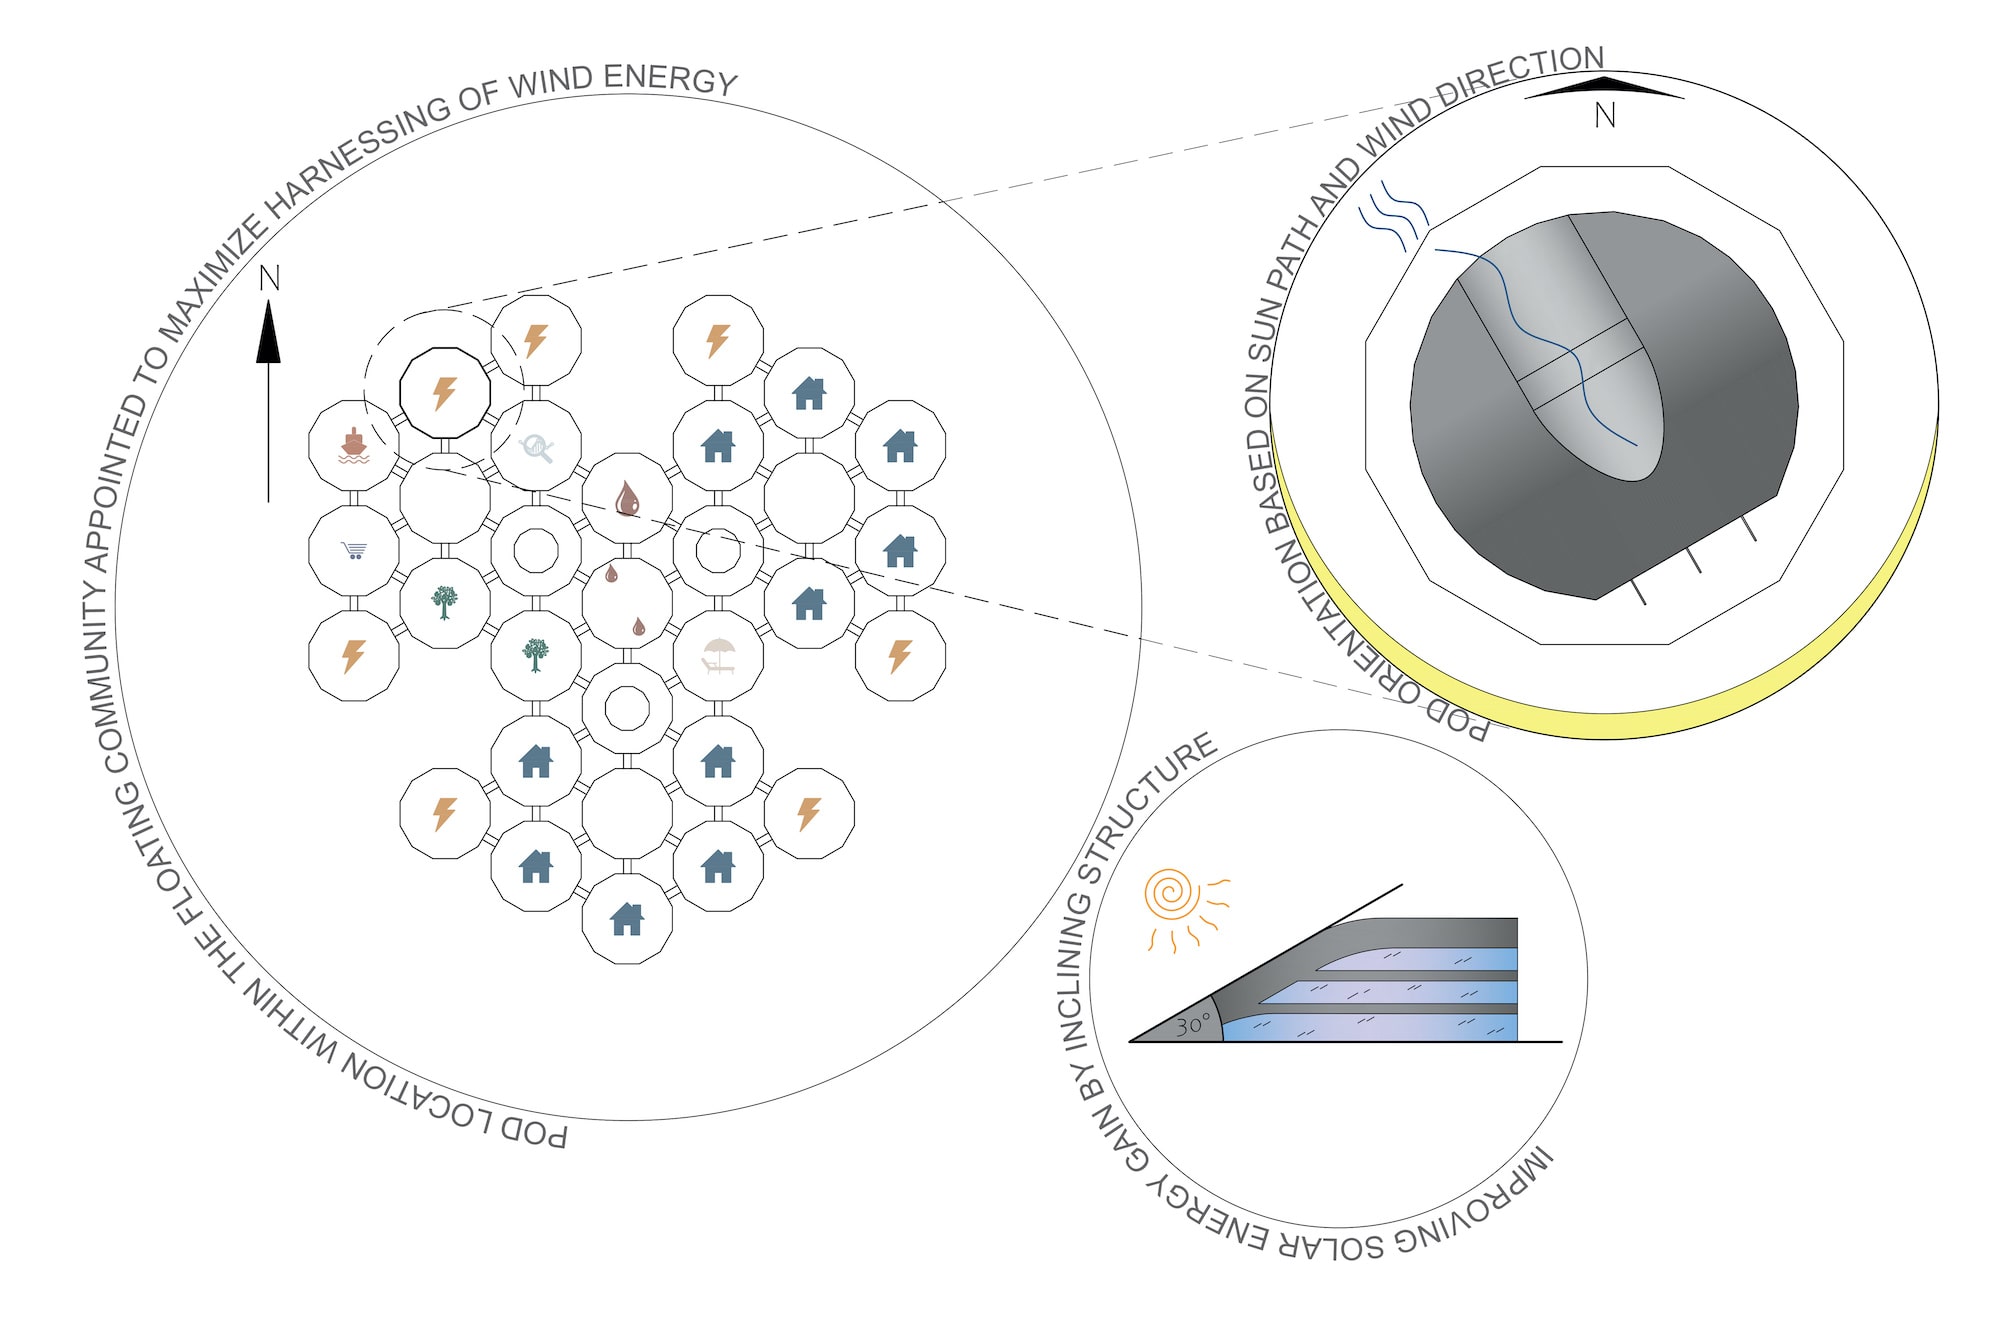 POD LOCATION WITHIN THE FLOATING COMMUNITY APPOINTED TO MAXIMIZE HARNESSING OF WIND ENERGY
N
POD ORIENTATION BASED ON SUN PATH AND WIND DIRECTION
N
IMPROVING SOLAR ENERGY GAIN BY INCLINING STRUCTURE
30°